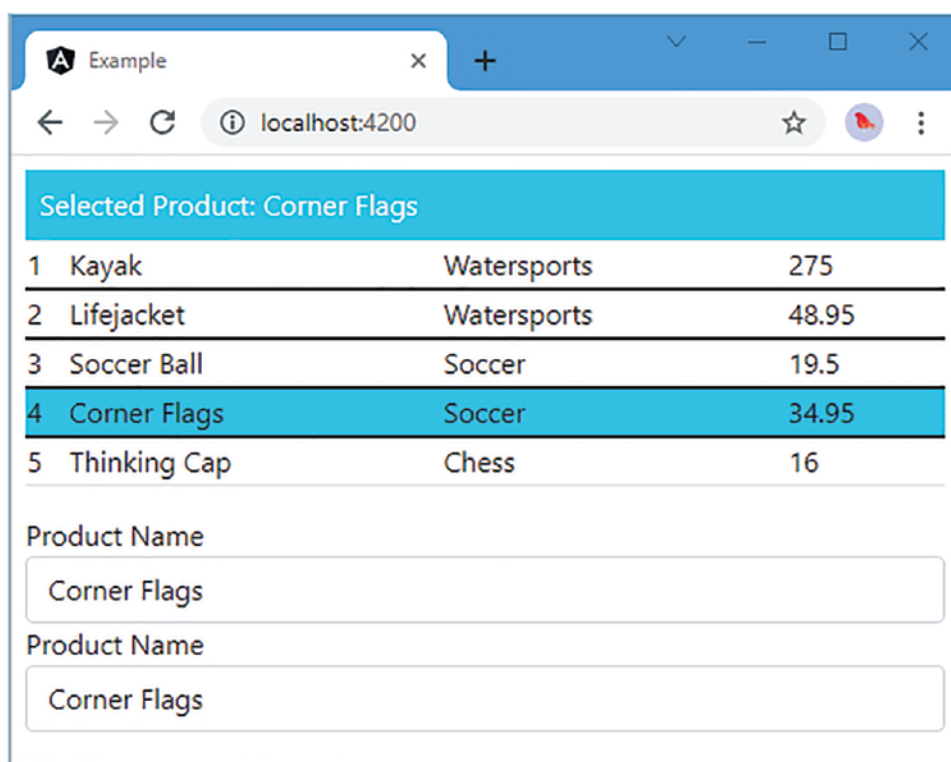 Example
localhost:4200
Selected Product: Corner Flags
1 Kayak Watersports 275
2 Lifejacket Watersports 48.95
3 Soccer Ball Soccer 19.5
4 Corner Flags Soccer 34.95
5 Thinking Cap Chess 16
Product Name
Corner Flags
Product Name
Corner Flags